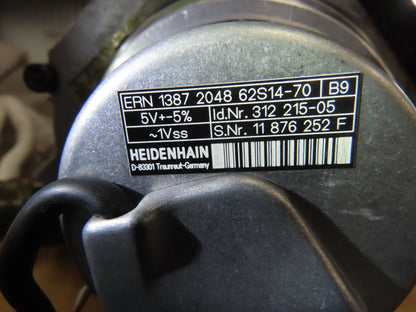 ERN 1387 2048 62S14-70 B9
5V+-5% Id.Nr. 312 215-05
~1Vss S.Nr. 11 876 252 F
HEIDENHAIN
D-83301 Traunreut-Germany